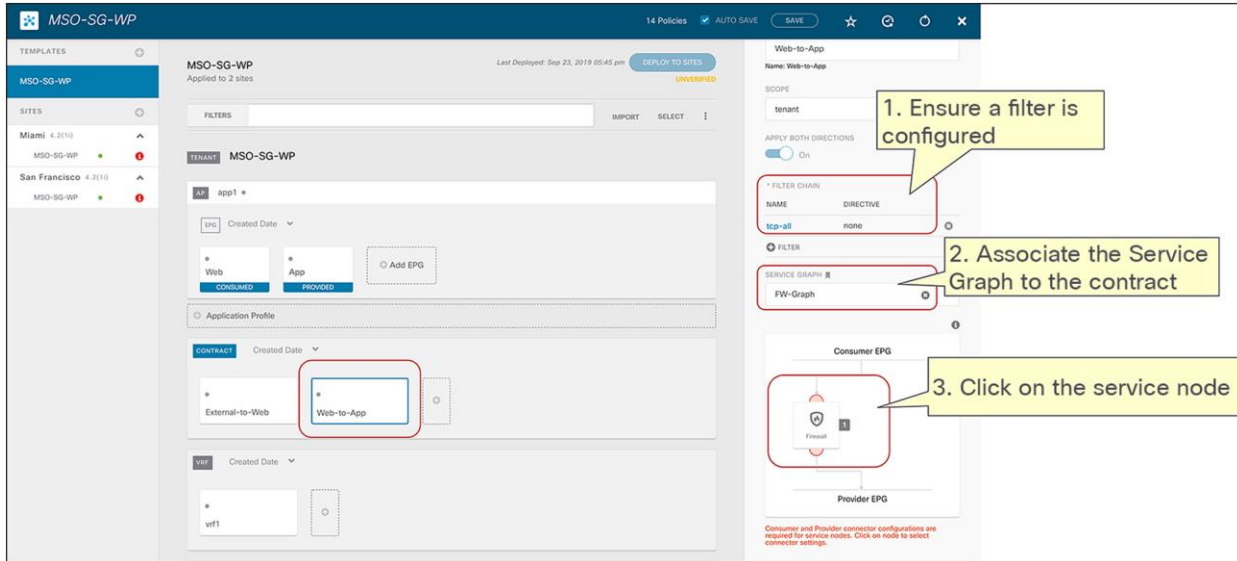 MSO-SG-WP
14 Policies
AUTO SAVE
SAVE
TEMPLATES
MSO-SG-WP
SITES
Miami 4.2(1i)
MSO-SG-WP
San Francisco 4.2(1i)
MSO-SG-WP
MSO-SG-WP
Applied to 2 sites
Last Deployed: Sep 23, 2019 05:45 pm
DEPLOY TO SITES
UNVERIFIED
FILTERS
IMPORT
SELECT
TENANT MSO-SG-WP
AP app1
EPG Created Date
Web
CONSUMED
App
PROVIDED
Add EPG
Application Profile
CONTRACT Created Date
External-to-Web
Web-to-App
VRF Created Date
vrf1
Web-to-App
Name: Web-to-App
SCOPE
tenant
APPLY BOTH DIRECTIONS
On
* FILTER CHAIN
NAME DIRECTIVE
tcp-all none
FILTER
SERVICE GRAPH
FW-Graph
Consumer EPG
Firewall
1
Provider EPG
Consumer and Provider connector configurations are
required for service nodes. Click on node to select
connector settings.
1. Ensure a filter is
configured
2. Associate the Service
Graph to the contract
3. Click on the service node